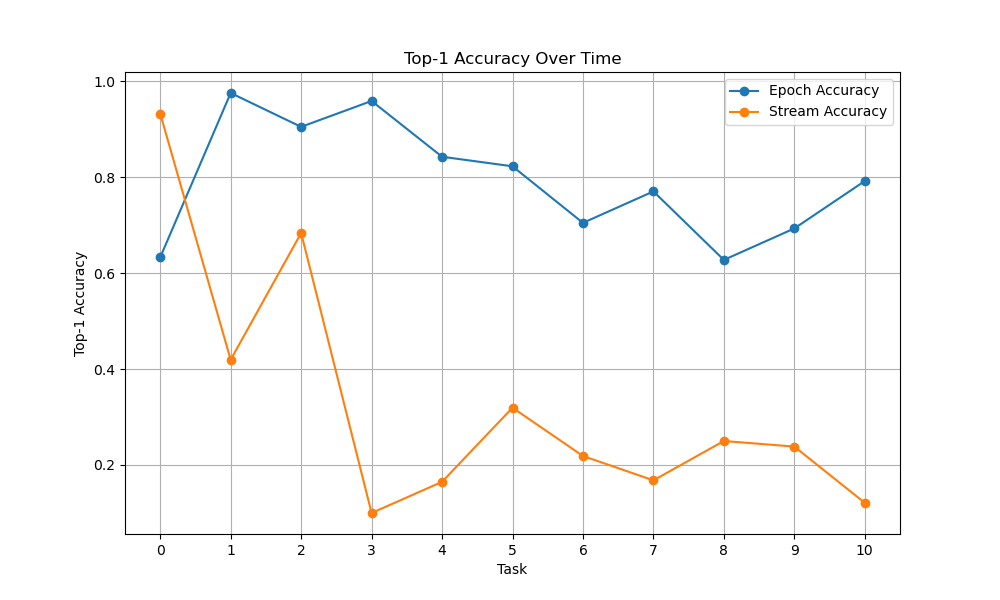 Top-1 Accuracy Over Time
Epoch Accuracy
Stream Accuracy
Top-1 Accuracy
1.0
0.8
0.6
0.4
0.2
0 1 2 3 4 5 6 7 8 9 10
Task